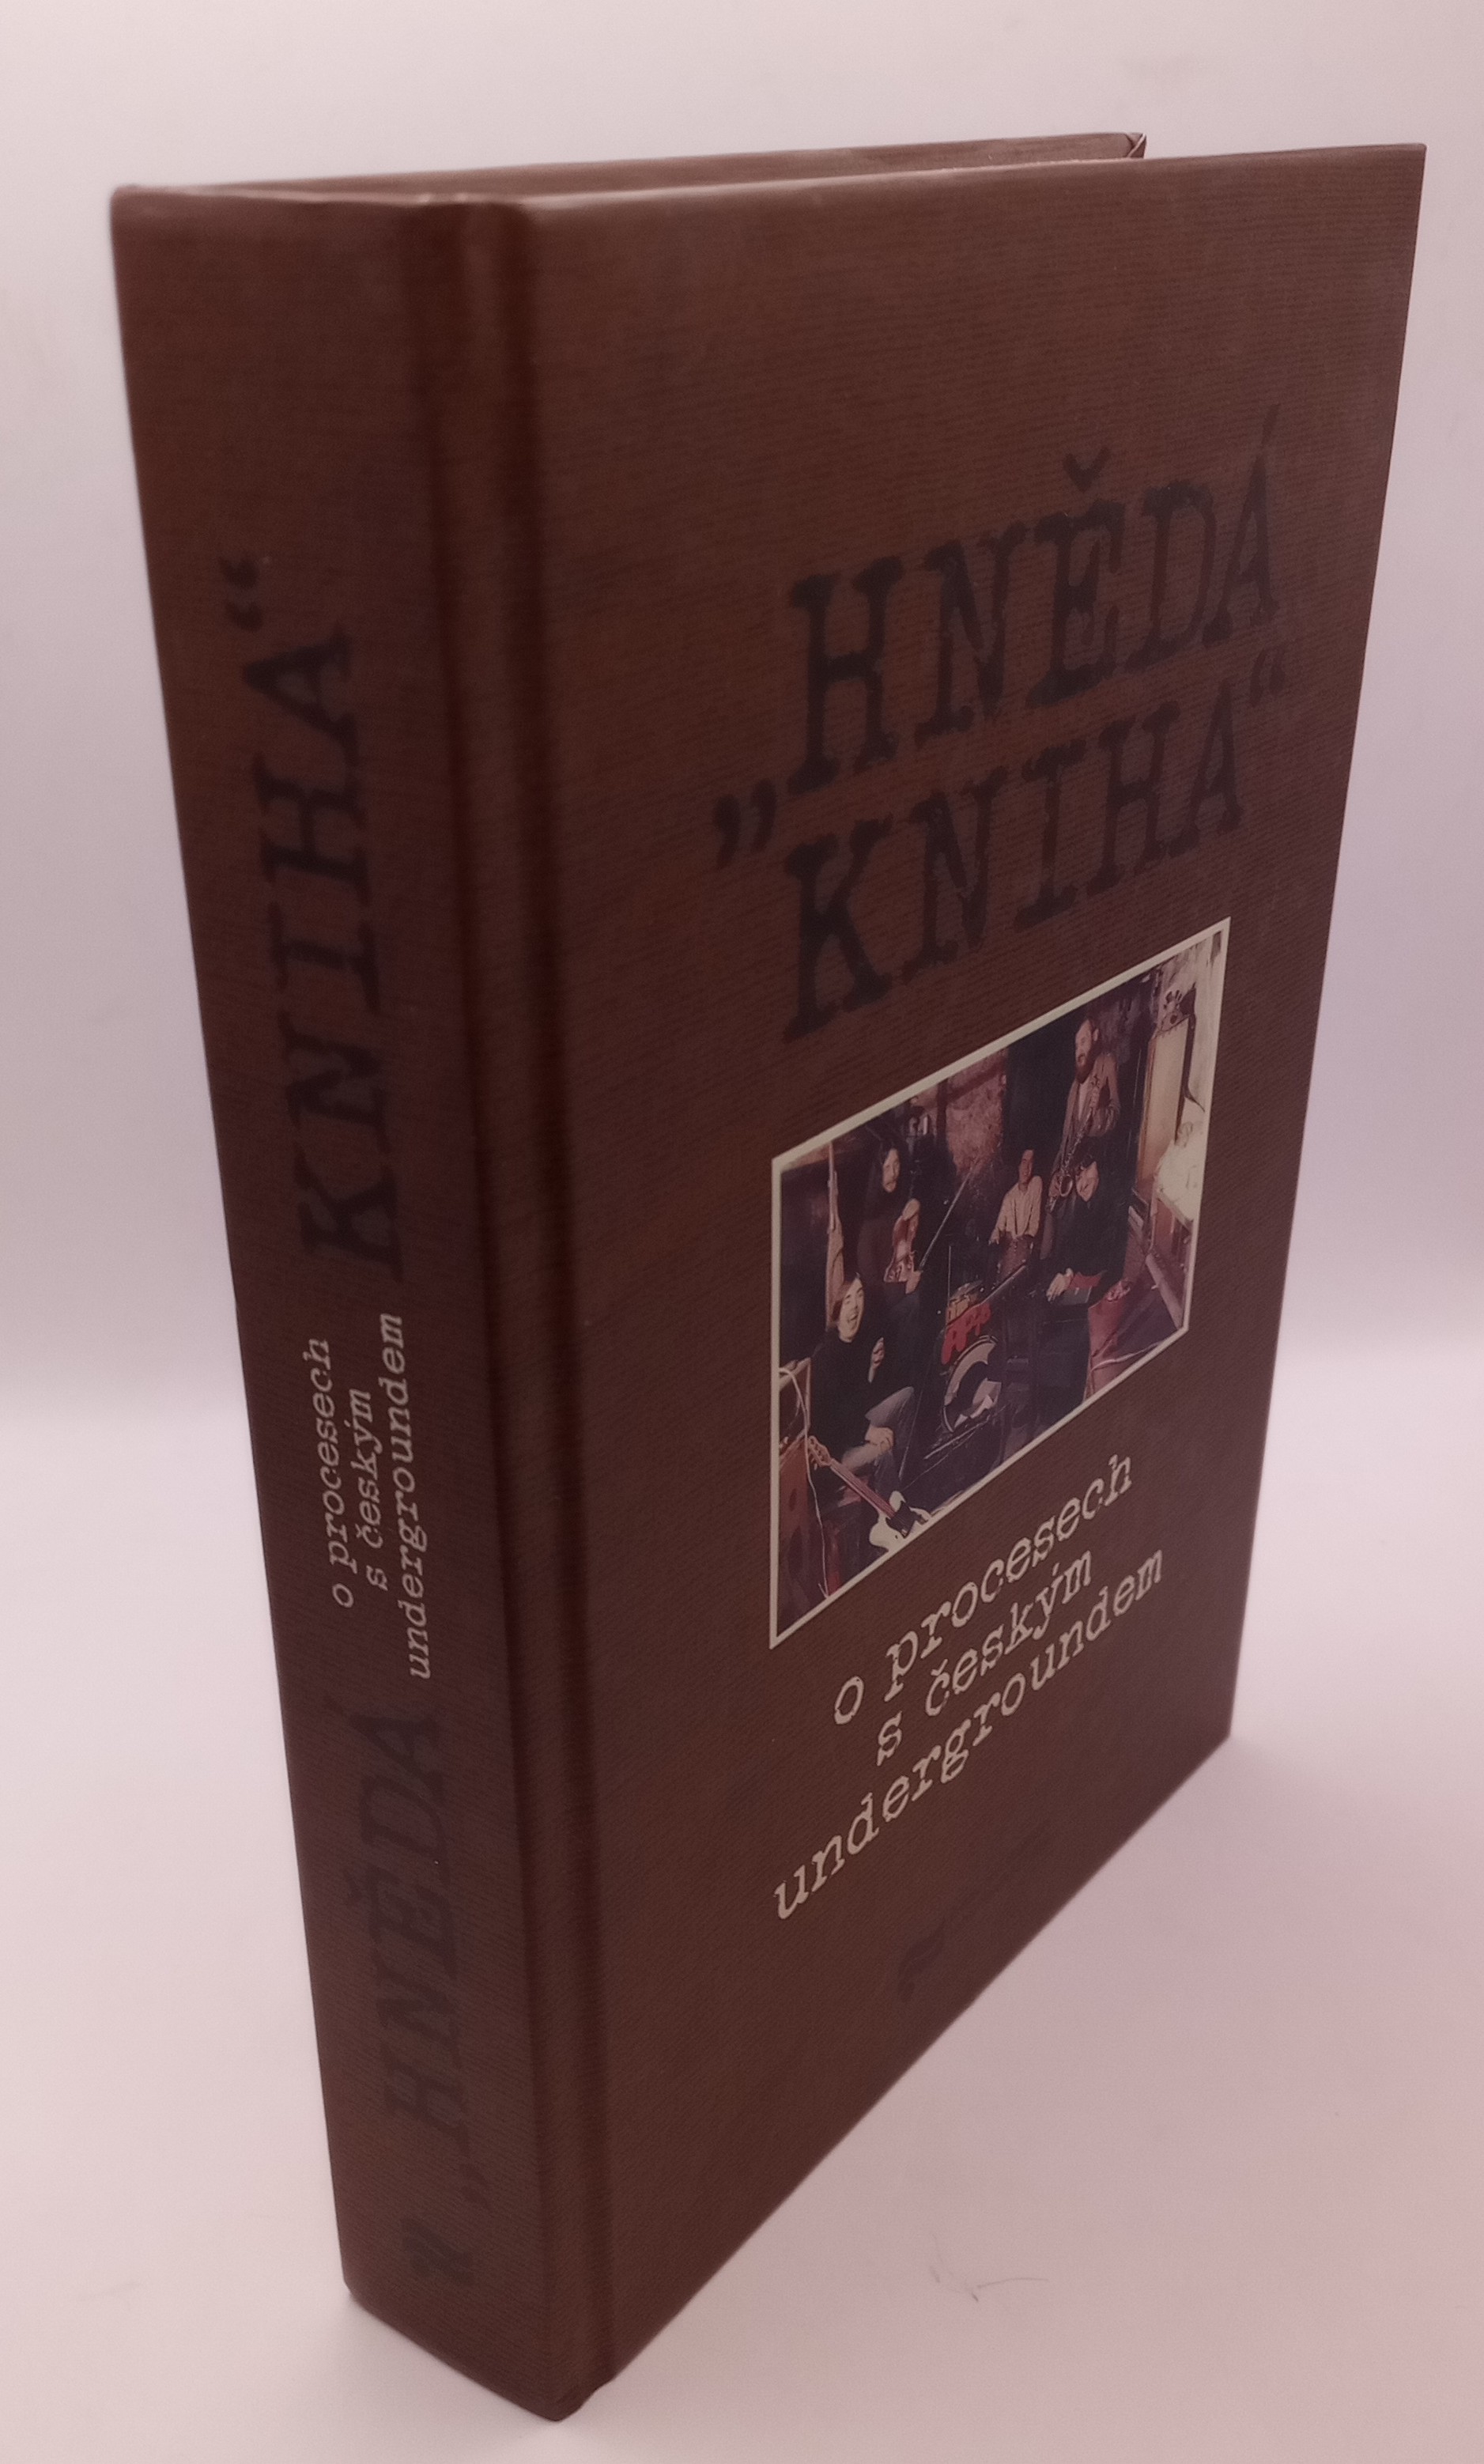 „HNĚDÁ
KNIHA“
o procesech
s českým
undergroundem
„HNĚDÁ
o procesech
s českým
undergroundem
KNIHA“